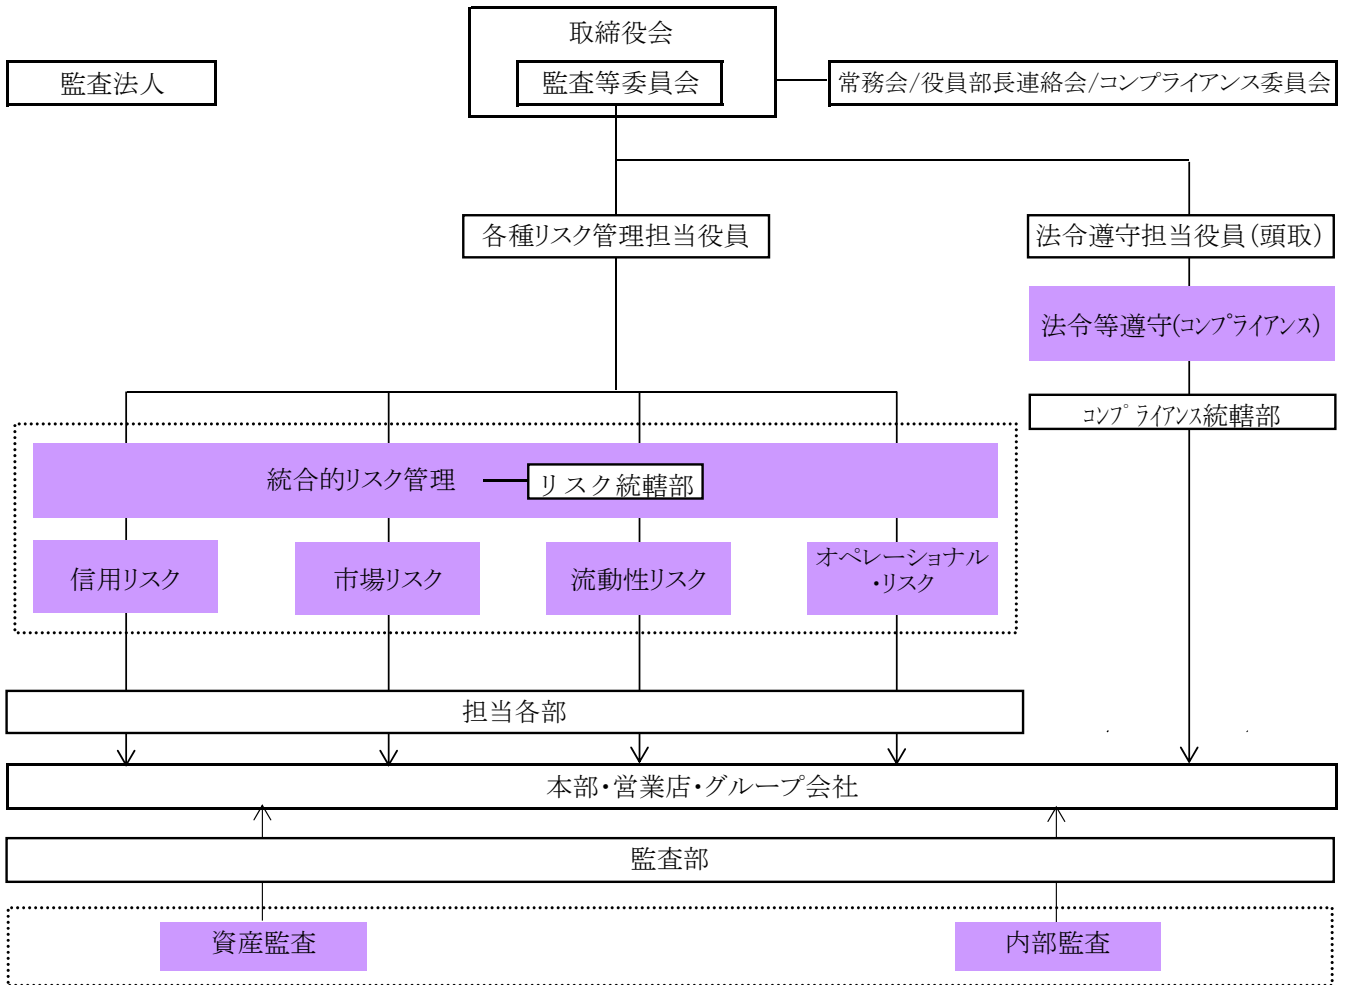 取締役会
監査法人
監査等委員会
常務会/役員部長連絡会/コンプライアンス委員会
各種リスク管理担当役員
法令遵守担当役員(頭取)
法令等遵守(コンプライアンス)
コンプライアンス統轄部
統合的リスク管理
リスク統轄部
信用リスク
市場リスク
流動性リスク
オペレーショナル
・リスク
担当各部
本部・営業店・グループ会社
監査部
資産監査
内部監査